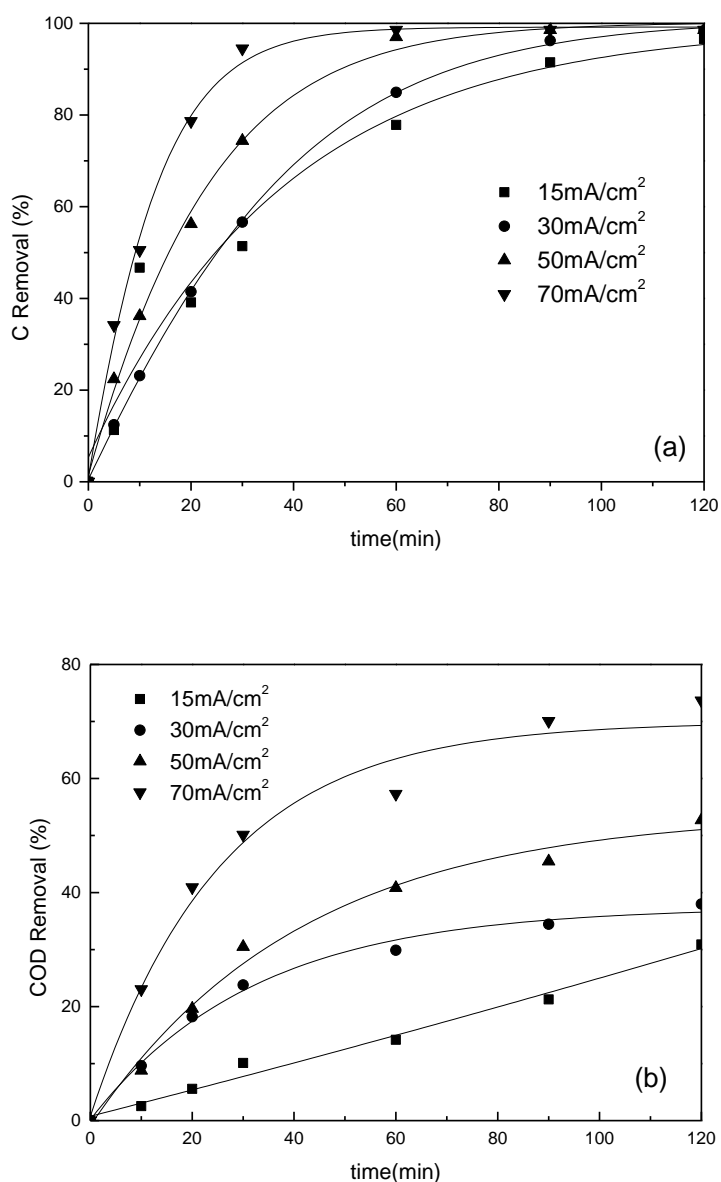 100
80
60
40
20
0
C Removal (%)
15mA/cm²
30mA/cm²
50mA/cm²
70mA/cm²
(a)
0 20 40 60 80 100 120
time(min)
80
60
40
20
0
COD Removal (%)
15mA/cm²
30mA/cm²
50mA/cm²
70mA/cm²
(b)
0 20 40 60 80 100 120
time(min)